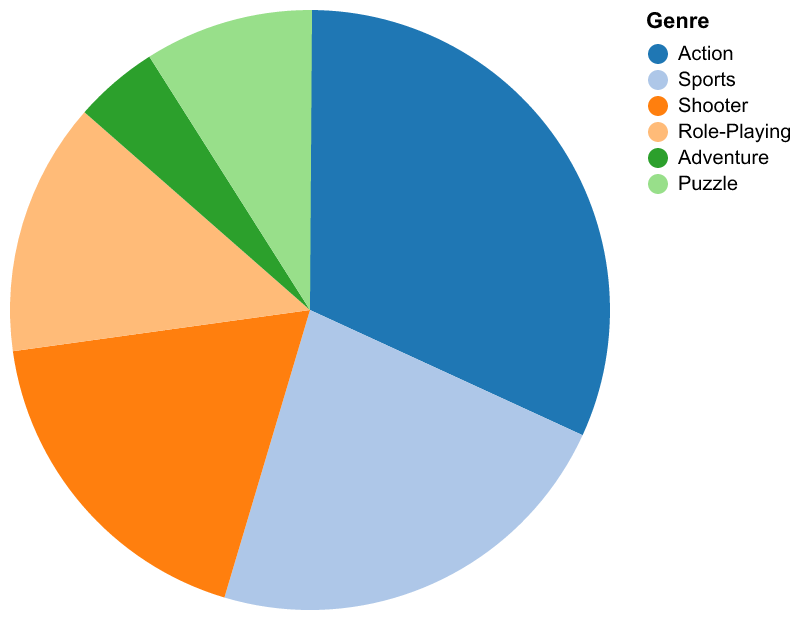 Genre
Action
Sports
Shooter
Role-Playing
Adventure
Puzzle